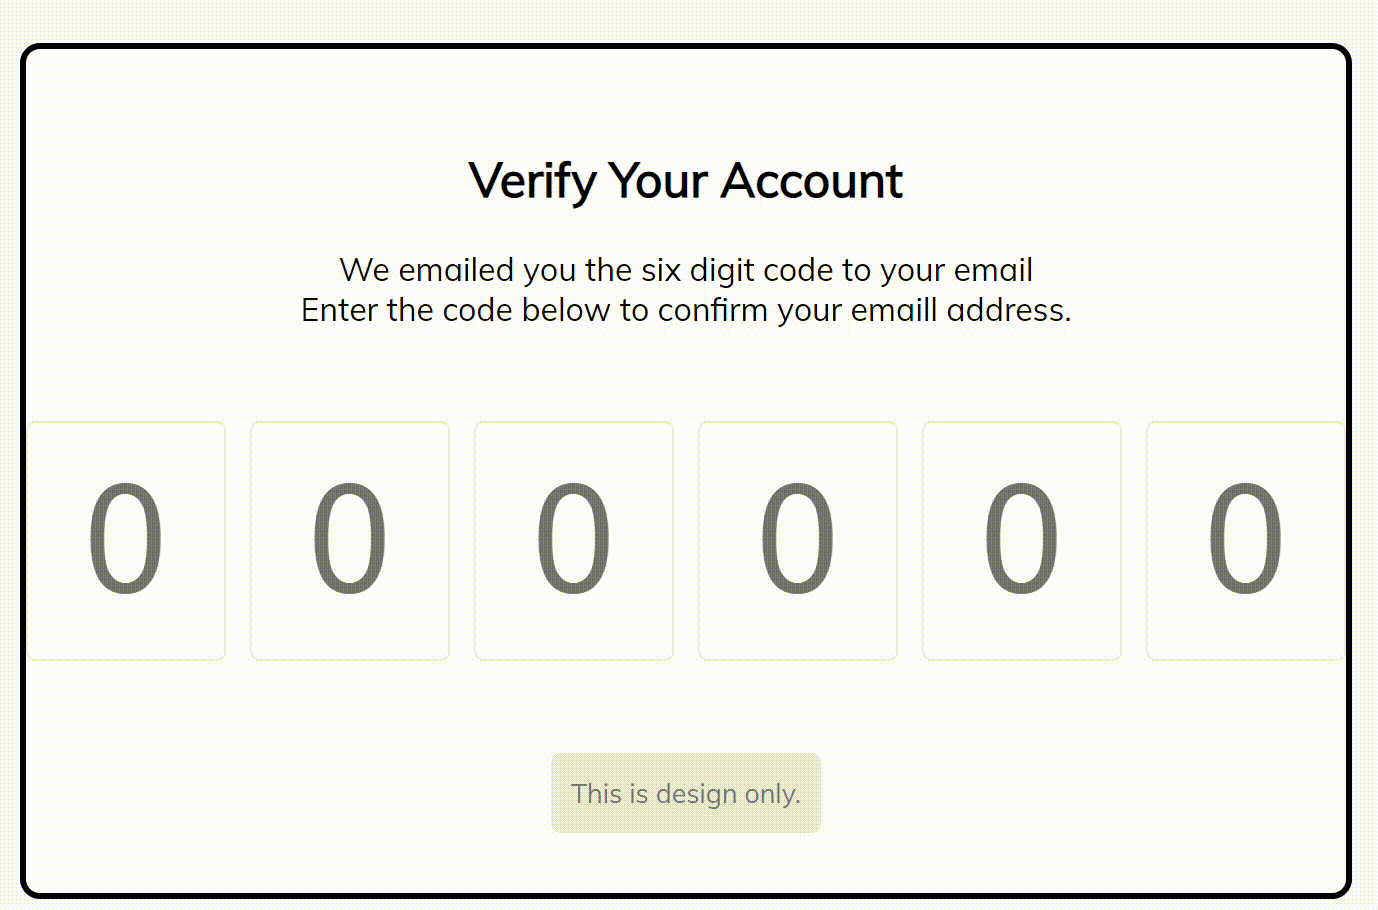 Verify Your Account
We emailed you the six digit code to your email
Enter the code below to confirm your emaill address.
0 0 0 0 0 0
This is design only.